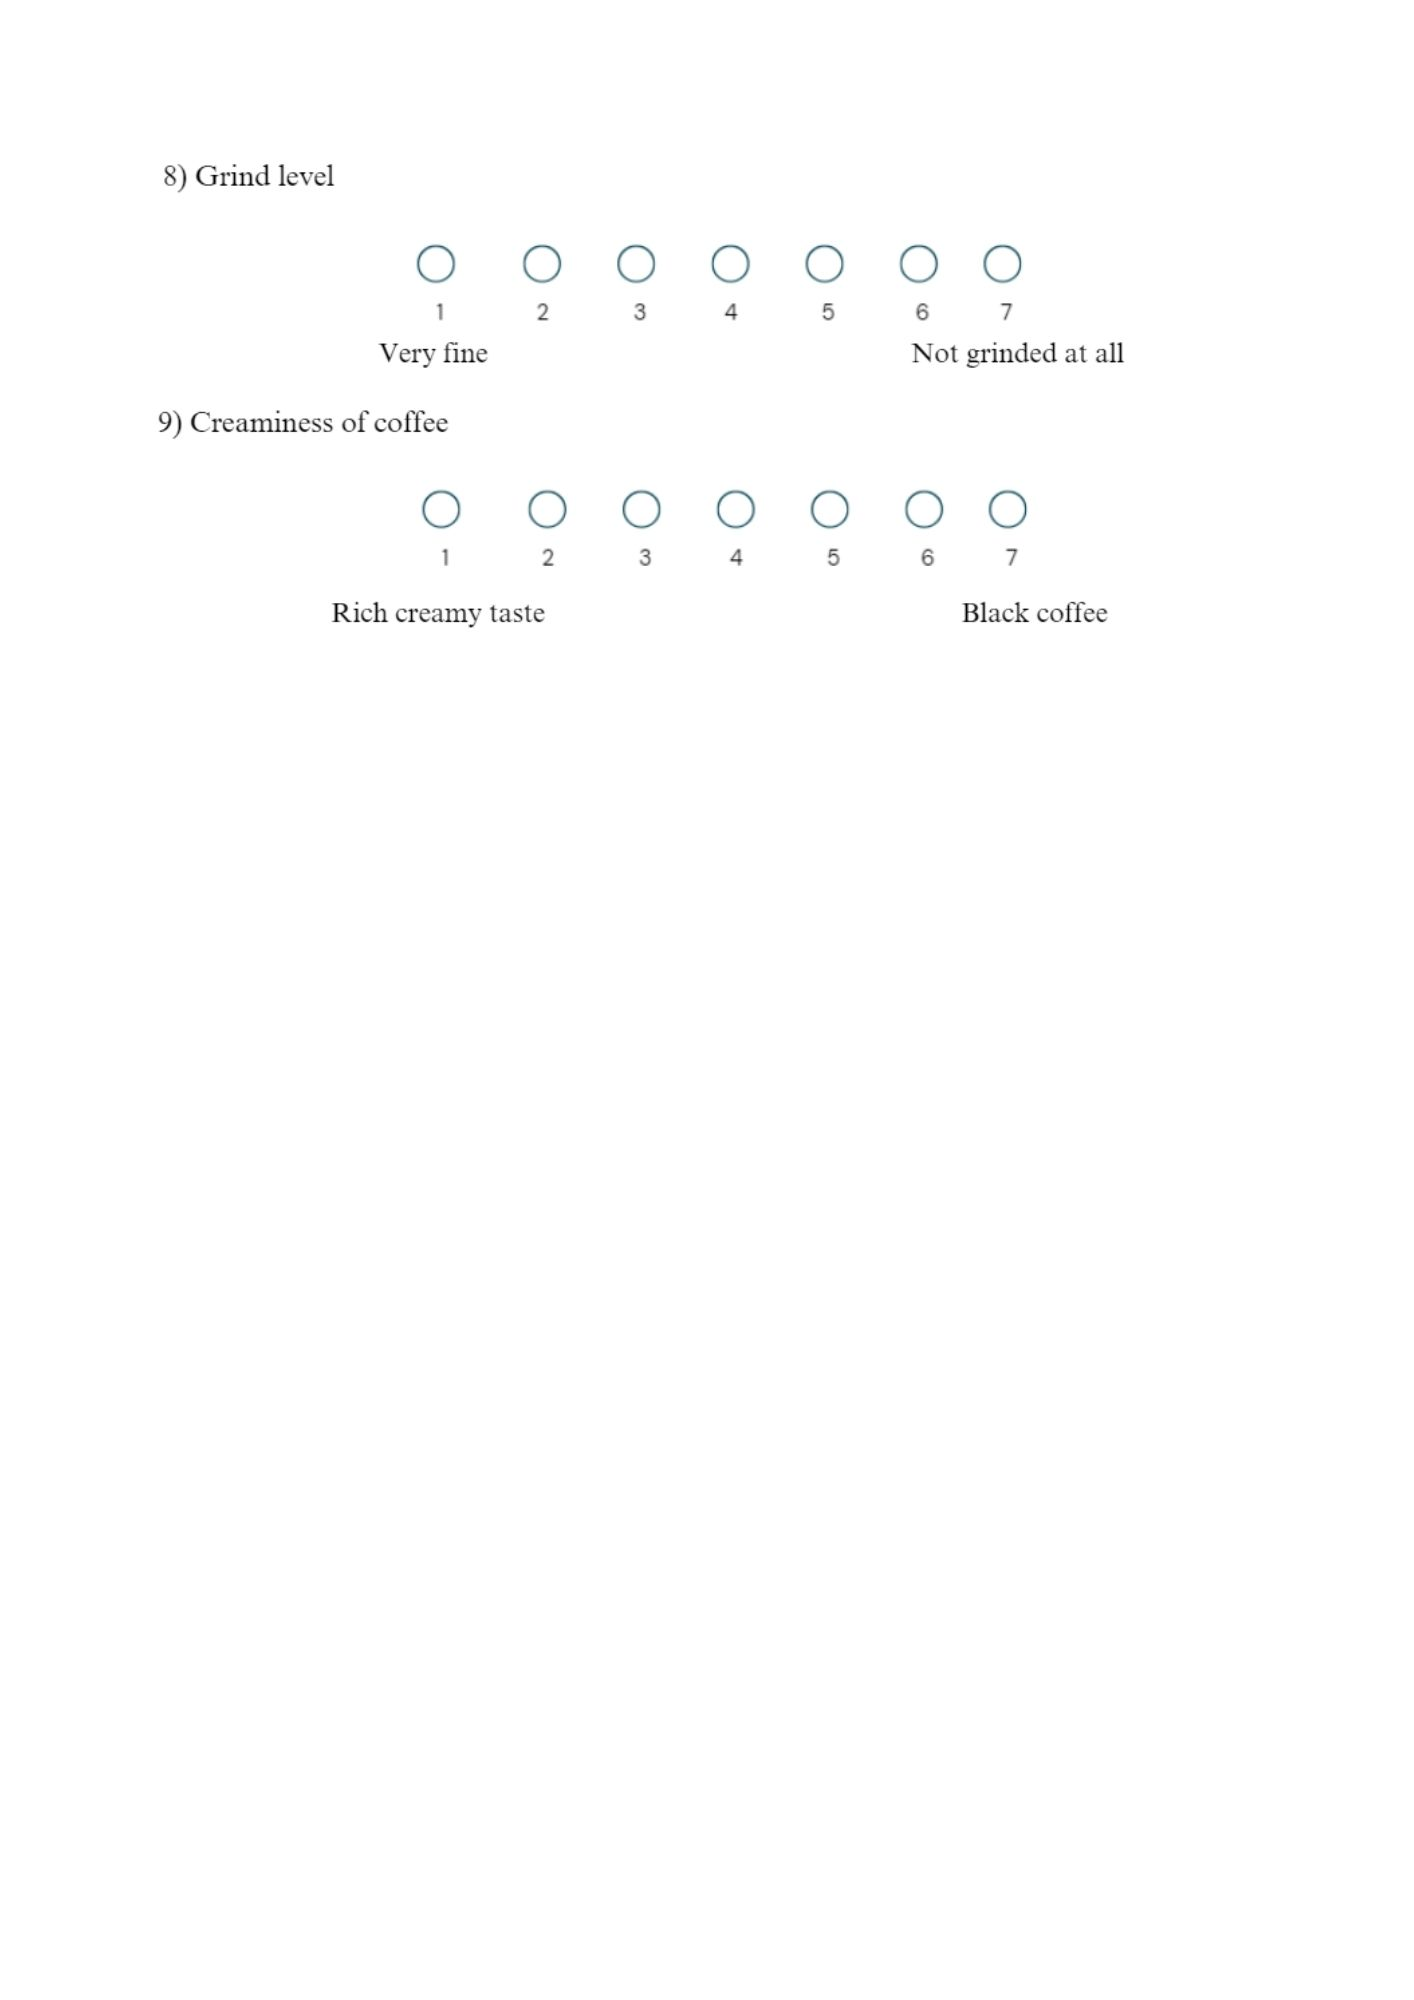 8) Grind level
1 2 3 4 5 6 7
Very fine Not grinded at all
9) Creaminess of coffee
1 2 3 4 5 6 7
Rich creamy taste Black coffee